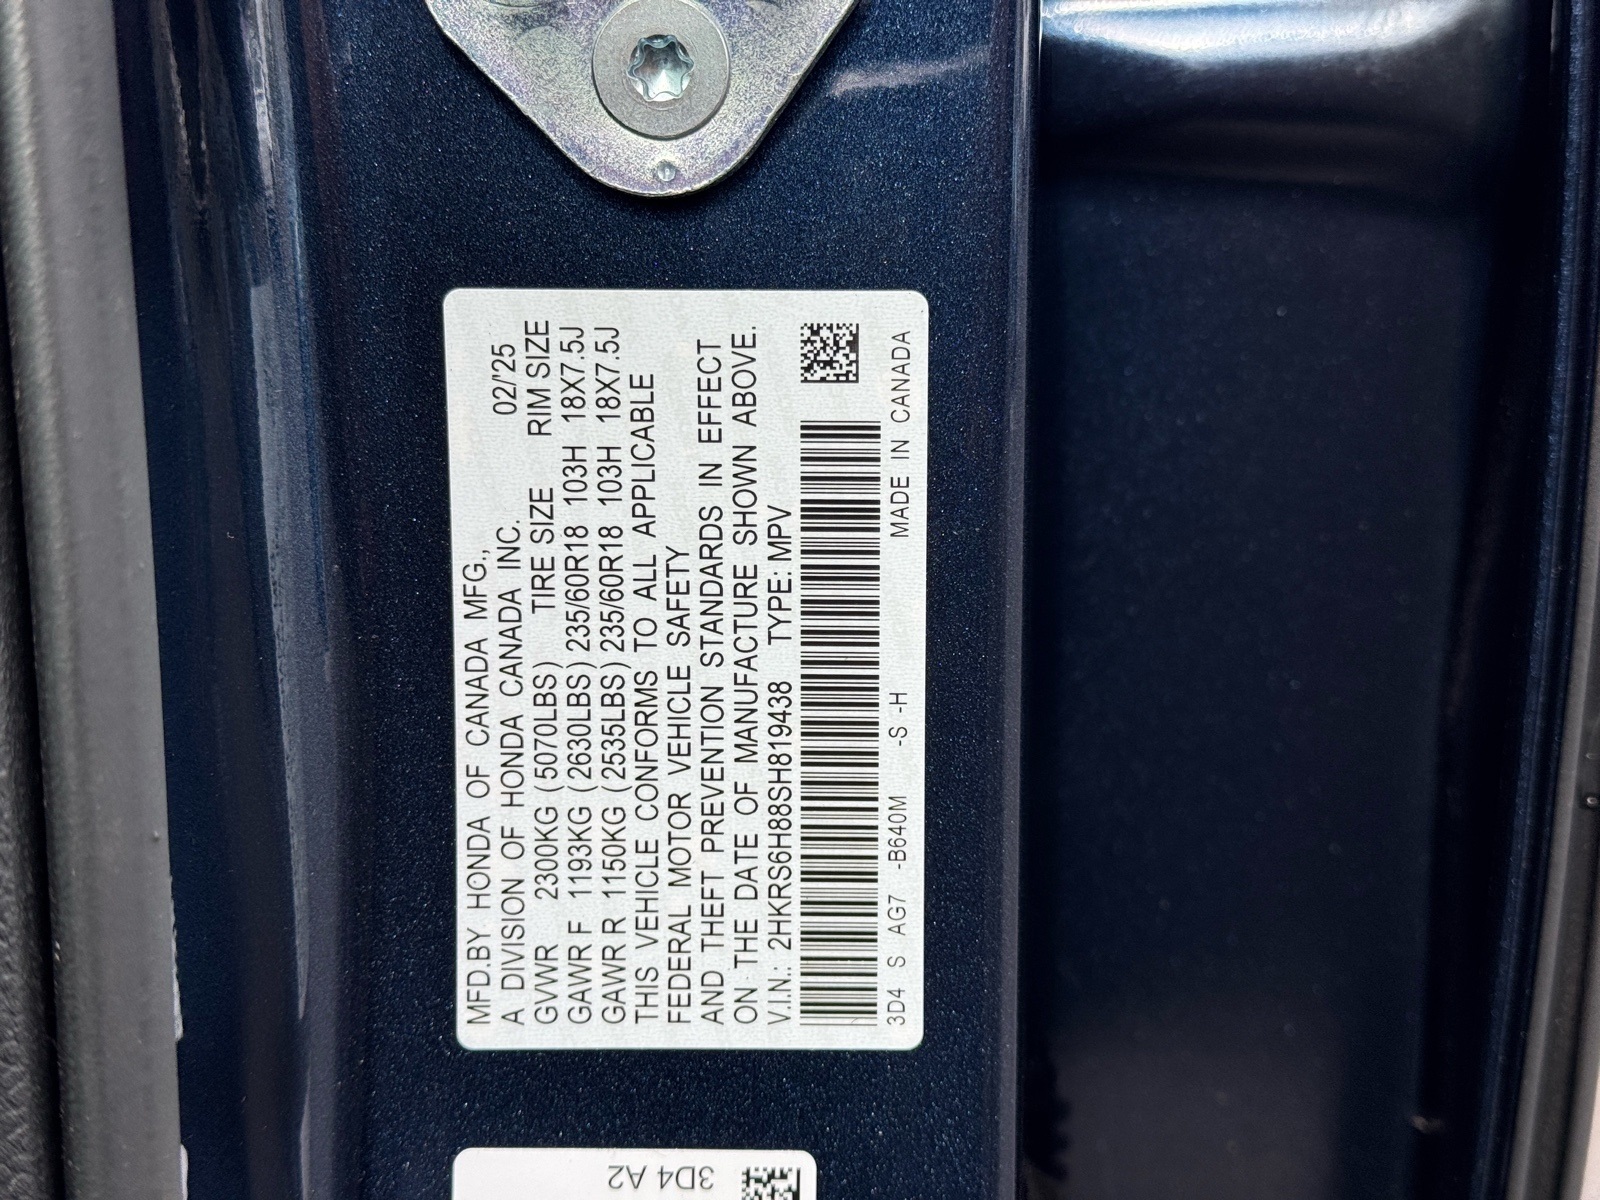 MFD.BY HONDA OF CANADA MFG.,
A DIVISION OF HONDA CANADA INC. 02/'25
GVWR 2300KG (5070LBS) TIRE SIZE RIM SIZE
GAWR F 1193KG (2630LBS) 235/60R18 103H 18X7.5J
GAWR R 1150KG (2535LBS) 235/60R18 103H 18X7.5J
THIS VEHICLE CONFORMS TO ALL APPLICABLE
FEDERAL MOTOR VEHICLE SAFETY
AND THEFT PREVENTION STANDARDS IN EFFECT
ON THE DATE OF MANUFACTURE SHOWN ABOVE.
V.I.N.: 2HKRS6H88SH819438 TYPE: MPV
3D4 S AG7 -B640M -S -H MADE IN CANADA
3D4 A2